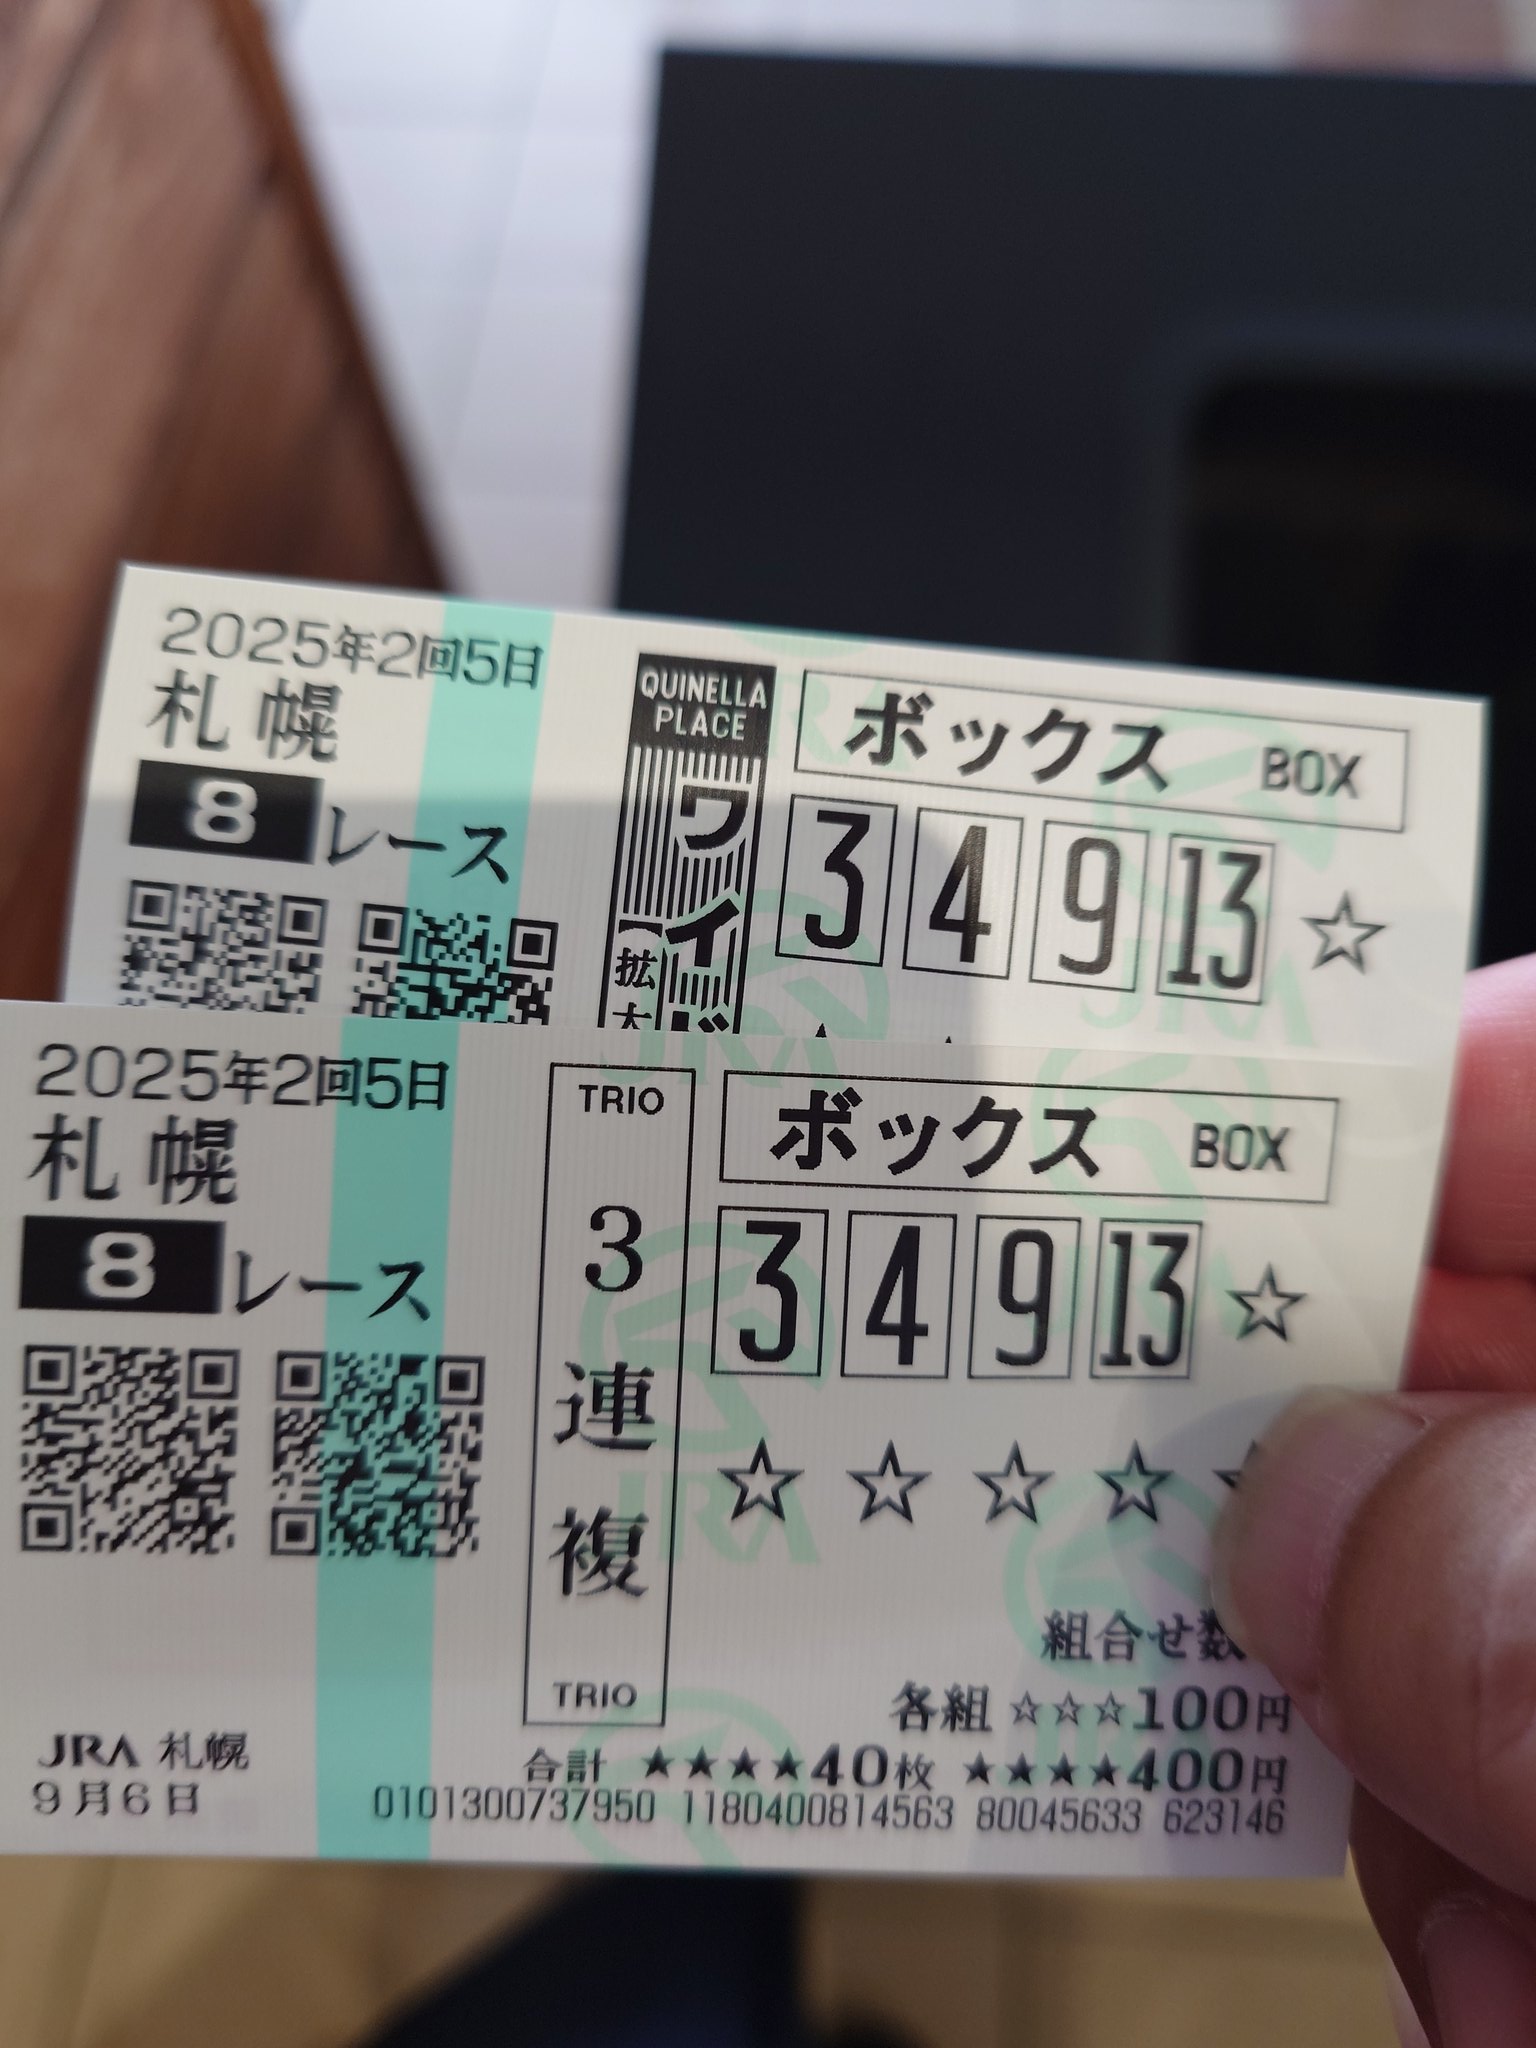 2025年2回5日
札幌
8レース
QUINELLA
PLACE
ワイド
(拡大
ボックス BOX
3 4 9 13 ☆
2025年2回5日
札幌
8レース
TRIO
3連複
TRIO
ボックス BOX
3 4 9 13 ☆
☆ ☆ ☆ ☆ ☆
組合せ数
各組 ☆☆☆100円
合計 ★★★★40枚 ★★★★400円
JRA 札幌
9月6日
0101300737950 1180400814563 80045633 623146